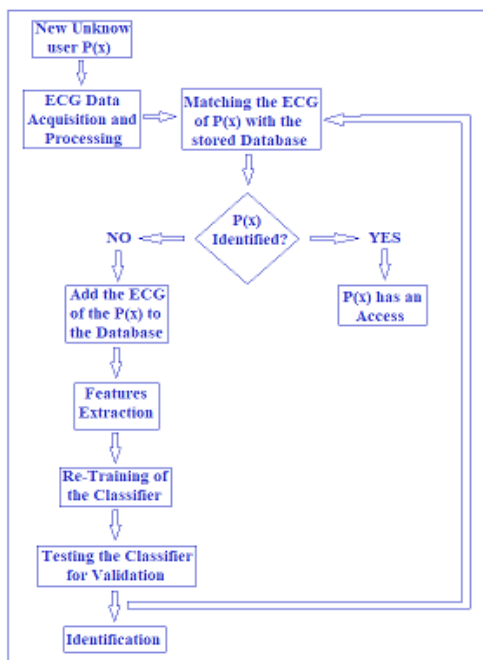 New Unknow
user P(x)
ECG Data
Acquisition and
Processing
Matching the ECG
of P(x) with the
stored Database
P(x)
Identified?
NO
YES
Add the ECG
of the P(x) to
the Database
P(x) has an
Access
Features
Extraction
Re-Training of
the Classifier
Testing the Classifier
for Validation
Identification